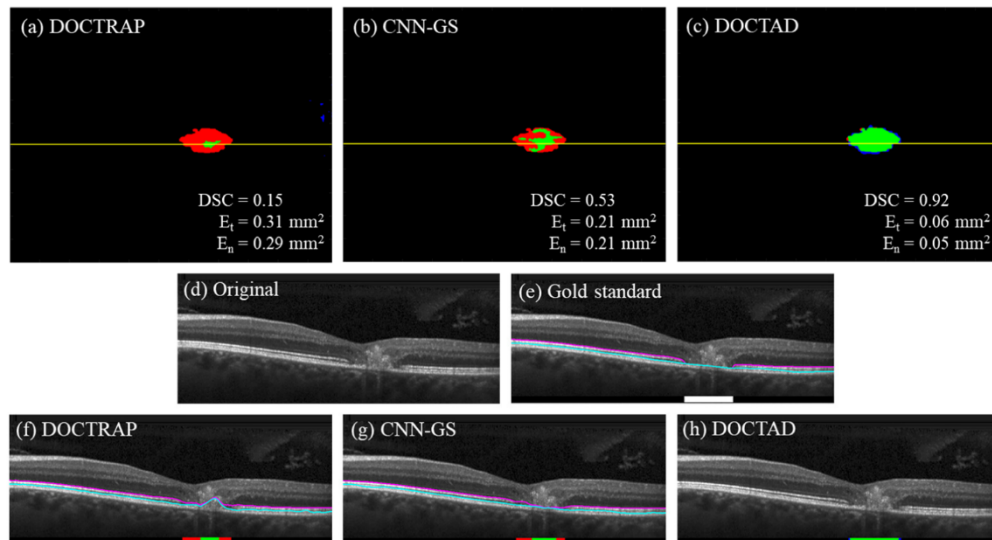 (a) DOCTRAP
(b) CNN-GS
(c) DOCTAD
DSC = 0.15
Et = 0.31 mm²
En = 0.29 mm²
DSC = 0.53
Et = 0.21 mm²
En = 0.21 mm²
DSC = 0.92
Et = 0.06 mm²
En = 0.05 mm²
(d) Original
(e) Gold standard
(f) DOCTRAP
(g) CNN-GS
(h) DOCTAD